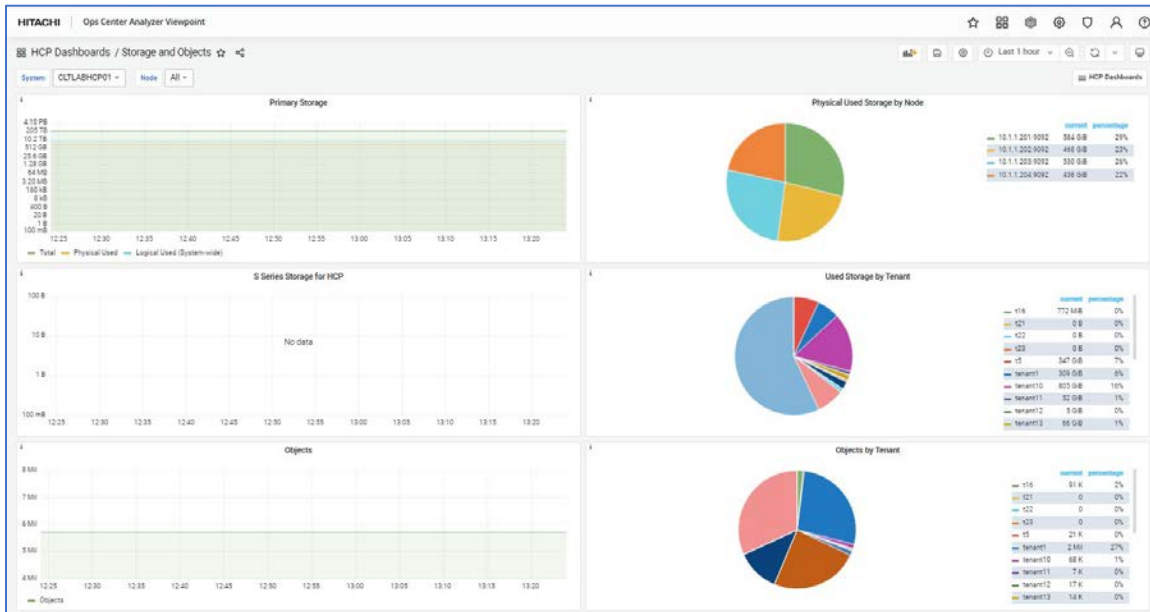 HITACHI Ops Center Analyzer Viewpoint
HCP Dashboards / Storage and Objects
Last 1 hour
System CLTLABHCP01 Node All
HCP Dashboards
Primary Storage
4.10 PB
205 TB
10.2 TB
512 GB
25.6 GB
1.28 GB
64 MB
3.20 MB
160 kB
8 kB
400 B
20 B
1 B
100 mB
12:25 12:30 12:35 12:40 12:45 12:50 12:55 13:00 13:05 13:10 13:15 13:20
Total Physical Used Logical Used (System-wide)
Physical Used Storage by Node
current percentage
10.1.1.201:9092 584 GiB 29%
10.1.1.202:9092 468 GiB 23%
10.1.1.203:9092 530 GiB 26%
10.1.1.204:9092 22%
S Series Storage for HCP
100 B
10 B
1 B
100 mB
No data
12:25 12:30 12:35 12:40 12:45 12:50 12:55 13:00 13:05 13:10 13:15 13:20
Used Storage by Tenant
current percentage
t16 772 MiB 0%
t21 0 B 0%
t22 0 B 0%
t23 0 B 0%
t5 347 GiB 7%
tenant1 309 GiB 6%
tenant10 805 GiB 16%
tenant11 52 GiB 1%
tenant12 5 GiB 0%
tenant13 66 GiB 1%
Objects
8 Mil
7 Mil
6 Mil
5 Mil
4 Mil
12:25 12:30 12:35 12:40 12:45 12:50 12:55 13:00 13:05 13:10 13:15 13:20
Objects
Objects by Tenant
current percentage
t16 91 K 2%
t21 0 0%
t22 0 0%
t23 0 0%
t5 21 K 0%
tenant1 2 Mil 27%
tenant10 68 K 1%
tenant11 7 K 0%
tenant12 17 K 0%
tenant13 14 K 0%